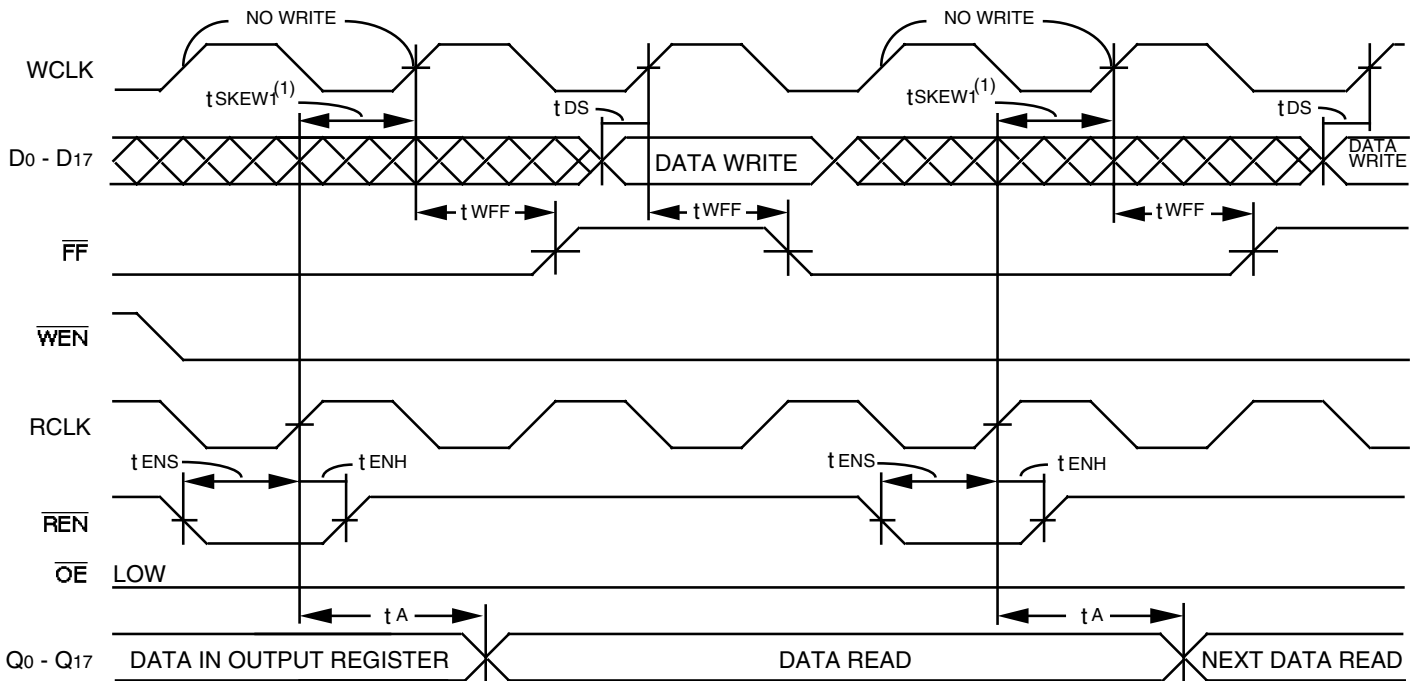 NO WRITE NO WRITE
WCLK
tSKEW1(1) tDS tSKEW1(1) tDS
D0 - D17 DATA WRITE DATA WRITE
tWFF tWFF tWFF
FF
WEN
RCLK
tENS tENH tENS tENH
REN
OE LOW
tA tA
Q0 - Q17 DATA IN OUTPUT REGISTER DATA READ NEXT DATA READ